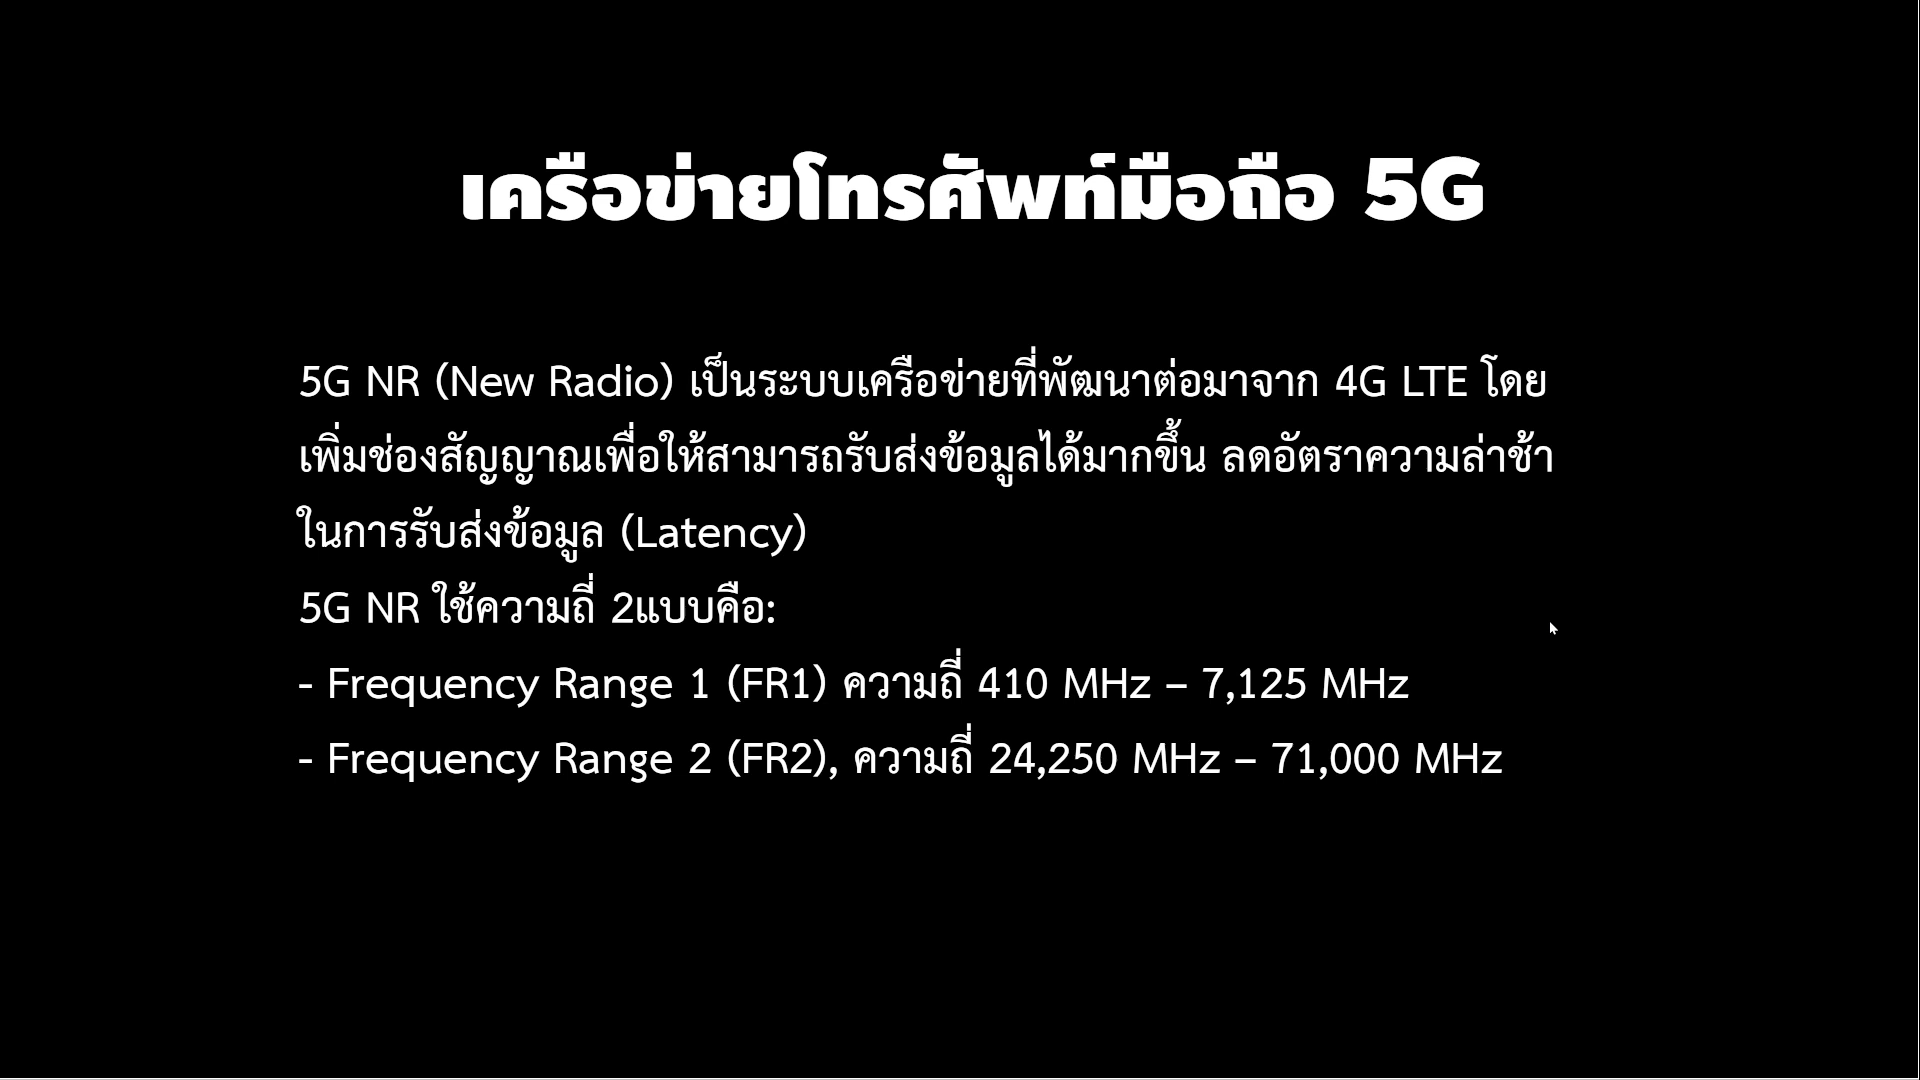 เครือข่ายโทรศัพท์มือถือ 5G
5G NR (New Radio) เป็นระบบเครือข่ายที่พัฒนาต่อมาจาก 4G LTE โดย
เพิ่มช่องสัญญาณเพื่อให้สามารถรับส่งข้อมูลได้มากขึ้น ลดอัตราความล่าช้า
ในการรับส่งข้อมูล (Latency)
5G NR ใช้ความถี่ 2แบบคือ:
- Frequency Range 1 (FR1) ความถี่ 410 MHz – 7,125 MHz
- Frequency Range 2 (FR2), ความถี่ 24,250 MHz – 71,000 MHz